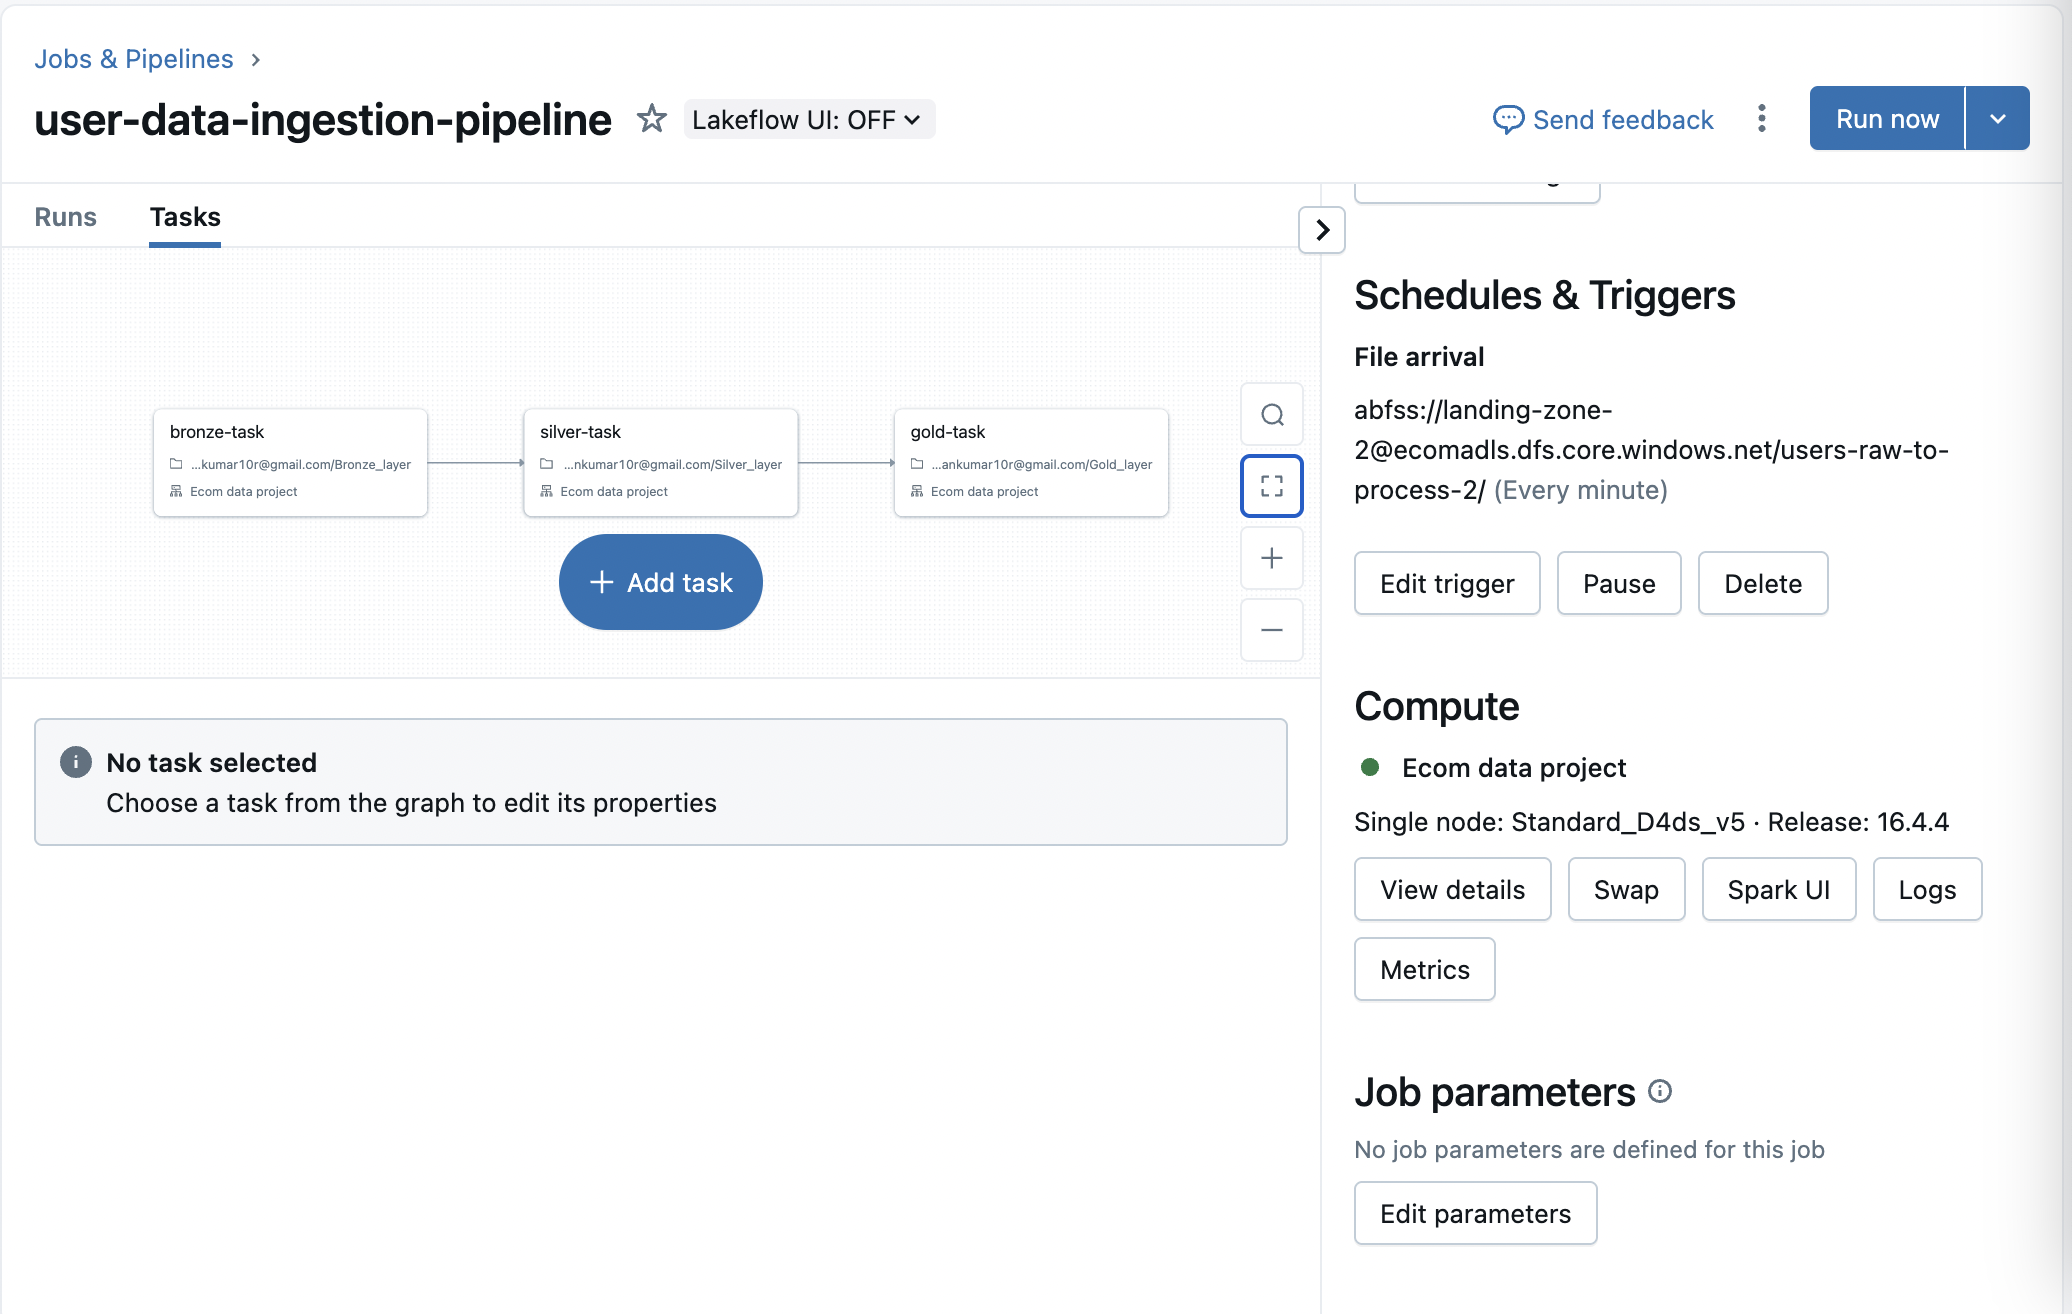 Jobs & Pipelines
user-data-ingestion-pipeline
Lakeflow UI: OFF
Send feedback
Run now
Runs
Tasks
bronze-task
...kumar10r@gmail.com/Bronze_layer
Ecom data project
silver-task
...nkumar10r@gmail.com/Silver_layer
Ecom data project
gold-task
...ankumar10r@gmail.com/Gold_layer
Ecom data project
+ Add task
No task selected
Choose a task from the graph to edit its properties
Schedules & Triggers
File arrival
abfss://landing-zone-
2@ecomadls.dfs.core.windows.net/users-raw-to-
process-2/ (Every minute)
Edit trigger
Pause
Delete
Compute
Ecom data project
Single node: Standard_D4ds_v5 · Release: 16.4.4
View details
Swap
Spark UI
Logs
Metrics
Job parameters
No job parameters are defined for this job
Edit parameters